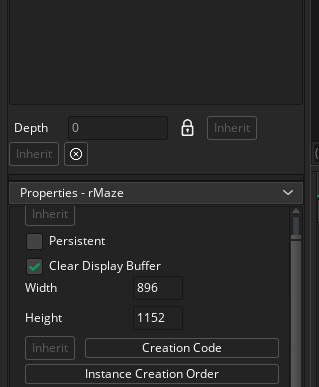 Depth 0 Inherit
Inherit
Properties - rMaze
Inherit
Persistent
Clear Display Buffer
Width 896
Height 1152
Inherit Creation Code
Instance Creation Order